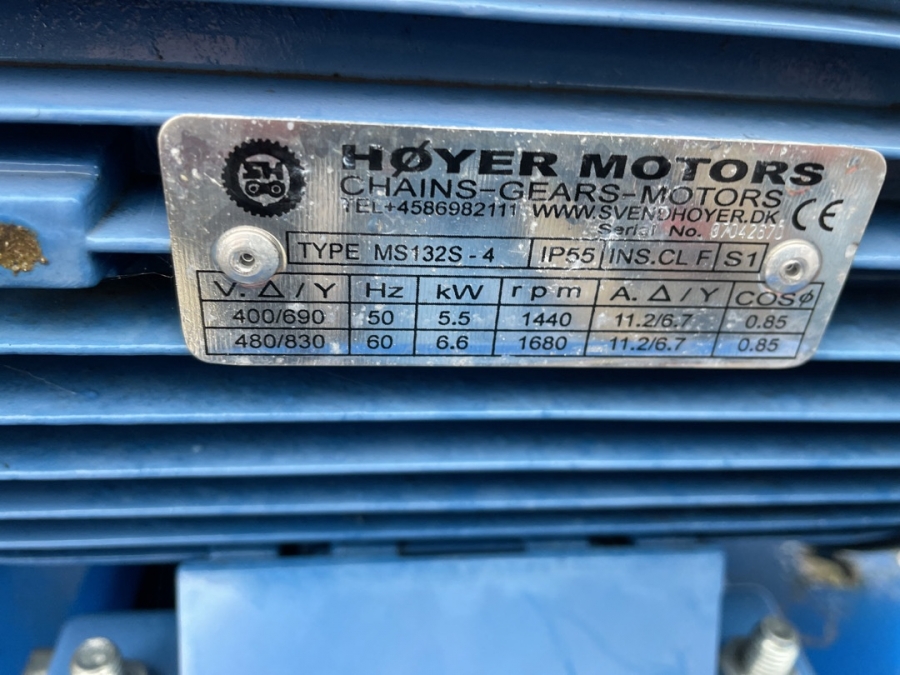 SH
HØYER MOTORS
CHAINS-GEARS-MOTORS
TEL+4586982111 WWW.SVENDHOYER.DK
CE
Serial No.
TYPE MS132S-4 IP55 INS.CL F S1
V. Δ / Y Hz kW rpm A. Δ / Y COSø
400/690 50 5.5 1440 11.2/6.7 0.85
480/830 60 6.6 1680 11.2/6.7 0.85